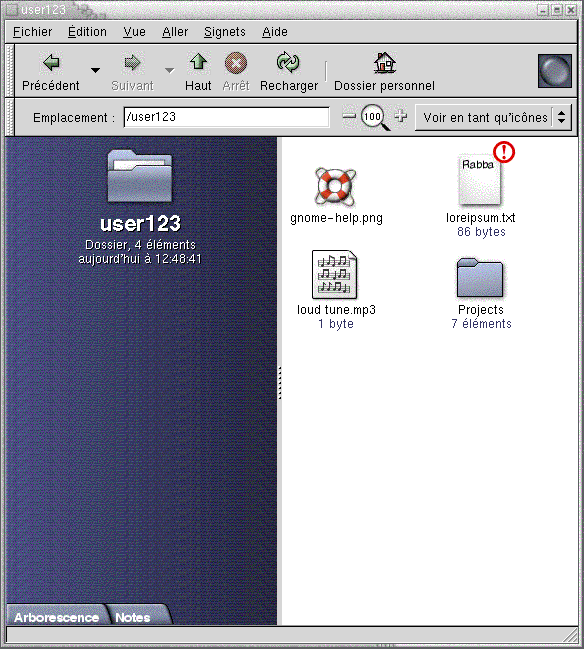 user123
Fichier Édition Vue Aller Signets Aide
Précédent Suivant Haut Arrêt Recharger Dossier personnel
Emplacement : /user123 100 Voir en tant qu'icônes
user123
Dossier, 4 éléments
aujourd'hui à 12:48:41
gnome-help.png
Rabba
loreipsum.txt
86 bytes
loud tune.mp3
1 byte
Projects
7 éléments
Arborescence Notes